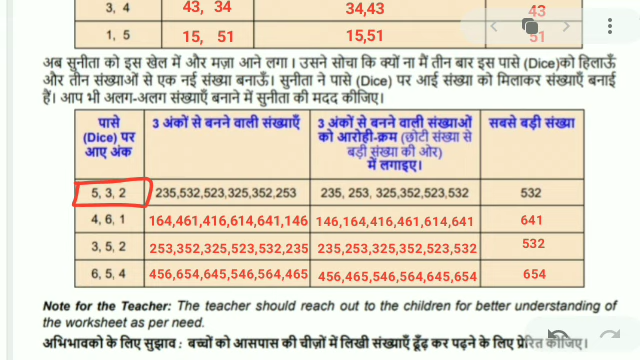 3, 4 43, 34 34,43 43
1, 5 15, 51 15,51 51
अब सुनीता को इस खेल में और मज़ा आने लगा । उसने सोचा कि क्यों ना मैं तीन बार इस पासे (Dice)को हिलाऊँ
और तीन संख्याओं से एक नई संख्या बनाऊँ। सुनीता ने पासे (Dice) पर आई संख्या को मिलाकर संख्याएँ बनाई
हैं। आप भी अलग-अलग संख्याएँ बनाने में सुनीता की मदद कीजिए।
पासे (Dice) पर आए अंक
3 अंकों से बनने वाली संख्याएँ
3 अंकों से बनने वाली संख्याओं
को आरोही-क्रम (छोटी संख्या से
बड़ी संख्या की ओर)
में लगाइए।
सबसे बड़ी संख्या
5, 3, 2 235,532,523,325,352,253 235, 253, 325,352,523,532 532
4, 6, 1 164,461,416,614,641,146 146,164,416,461,614,641 641
3, 5, 2 253,352,325,523,532,235 235,253,325,352,523,532 532
6, 5, 4 456,654,645,546,564,465 456,465,546,564,645,654 654
Note for the Teacher: The teacher should reach out to the children for better understanding of
the worksheet as per need.
अभिभावको के लिए सुझाव : बच्चों को आसपास की चीज़ों में लिखी संख्याएँ ढूँढ़ कर पढ़ने के लिए प्रेरित कीजिए।